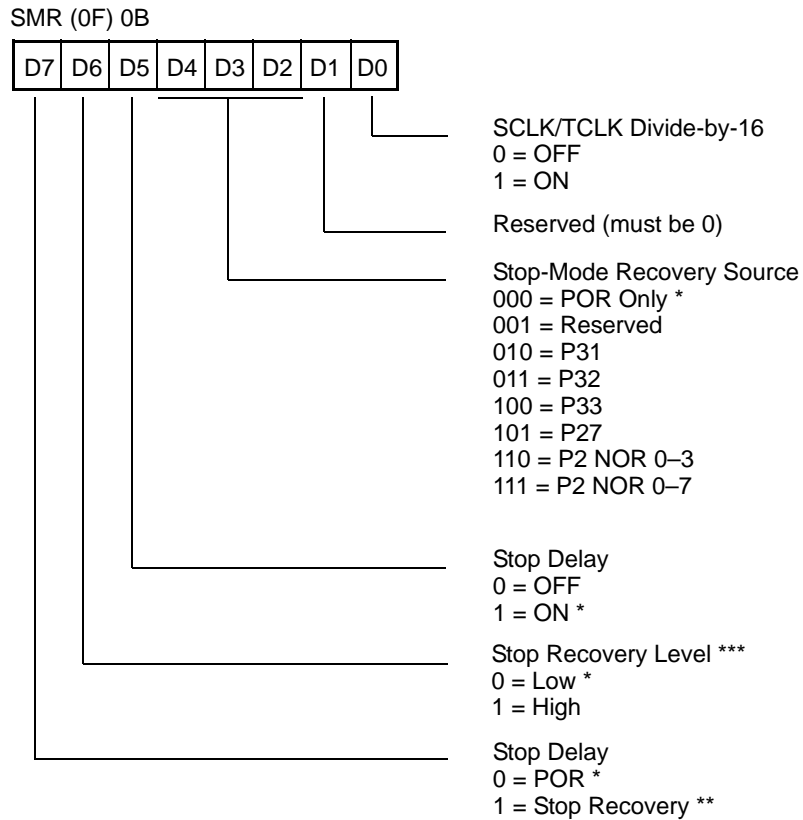 SMR (0F) 0B
D7 D6 D5 D4 D3 D2 D1 D0
SCLK/TCLK Divide-by-16
0 = OFF
1 = ON
Reserved (must be 0)
Stop-Mode Recovery Source
000 = POR Only *
001 = Reserved
010 = P31
011 = P32
100 = P33
101 = P27
110 = P2 NOR 0–3
111 = P2 NOR 0–7
Stop Delay
0 = OFF
1 = ON *
Stop Recovery Level ***
0 = Low *
1 = High
Stop Delay
0 = POR *
1 = Stop Recovery **